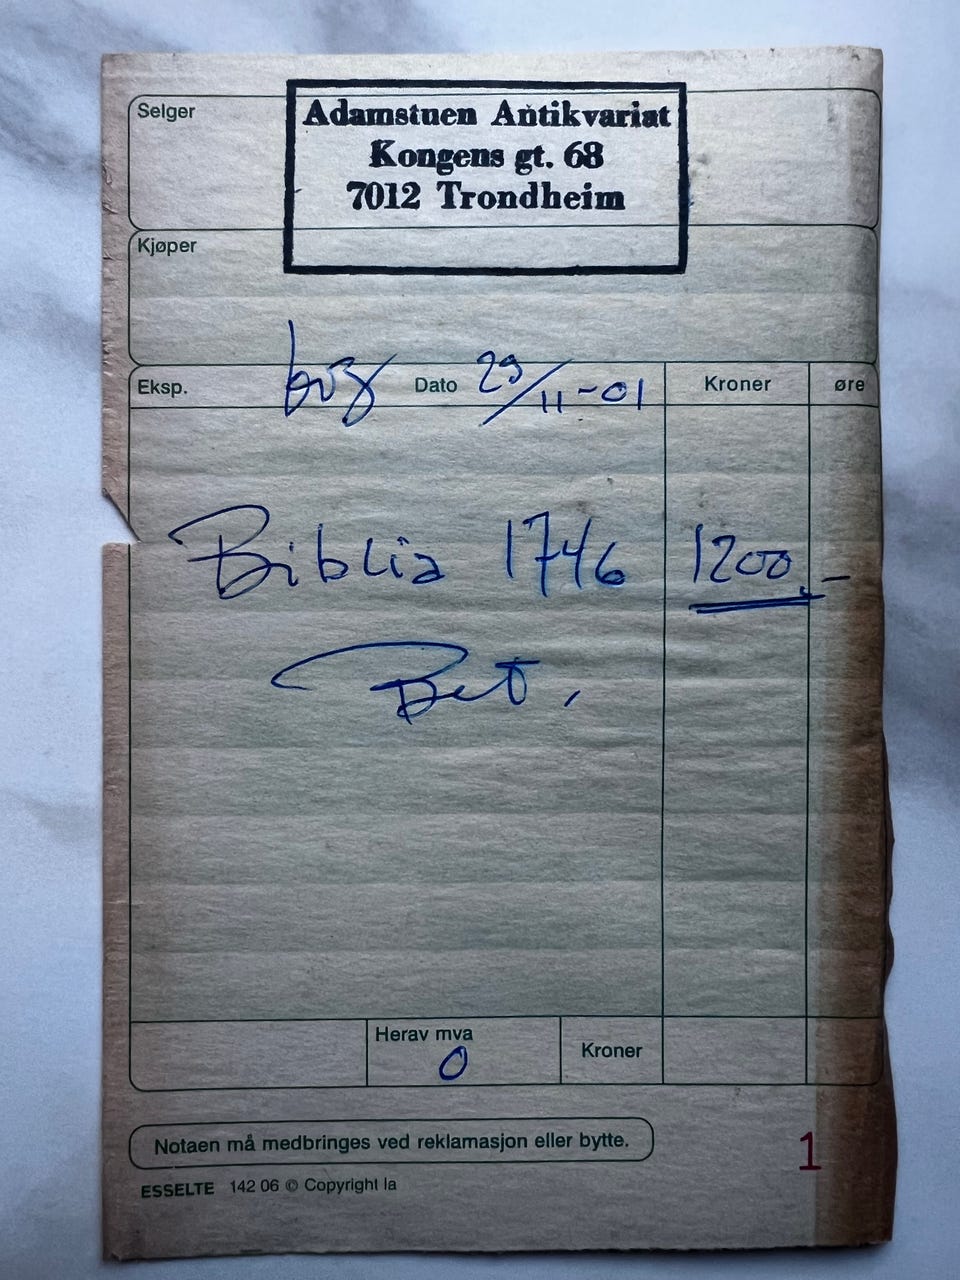 Selger
Adamstuen Antikvariat
Kongens gt. 68
7012 Trondheim
Kjøper
Eksp. Dato 29/11-01 Kroner øre
Biblia 1746 1200,-
Bet.
Herav mva
0
Kroner
Notaen må medbringes ved reklamasjon eller bytte.
1
ESSELTE 142 06 © Copyright Ia